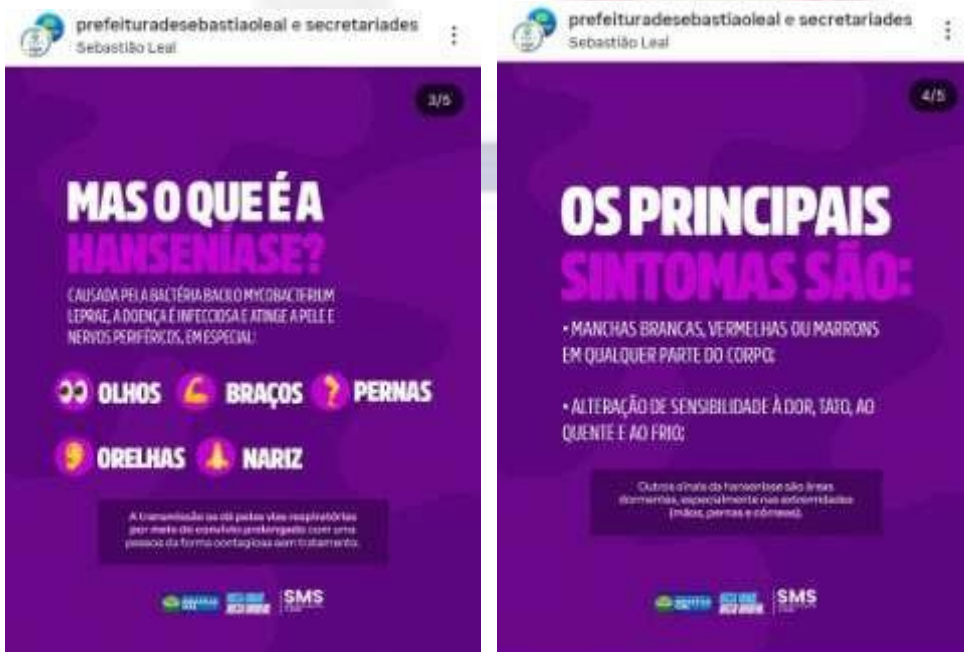 prefeituradesebastiaoleal e secretariades
Sebastião Leal
3/5
MAS O QUE É A
HANSENÍASE?
CAUSADA PELA BACTÉRIA BACILO MYCOBACTERIUM
LEPRAE, A DOENÇA É INFECCIOSA E ATINGE A PELE E
NERVOS PERIFÉRICOS, EM ESPECIAL:
OLHOS BRAÇOS PERNAS
ORELHAS NARIZ
A transmissão se dá pelas vias respiratórias
por meio do convívio prolongado com uma
pessoa da forma contagiosa sem tratamento.
SMS
prefeituradesebastiaoleal e secretariades
Sebastião Leal
4/5
OS PRINCIPAIS
SINTOMAS SÃO:
• MANCHAS BRANCAS, VERMELHAS OU MARRONS
EM QUALQUER PARTE DO CORPO;
• ALTERAÇÃO DE SENSIBILIDADE À DOR, TATO, AO
QUENTE E AO FRIO;
Outros sinais da hanseníase são áreas
dormentes, especialmente nas extremidades
(mãos, pernas e córneas).
SMS